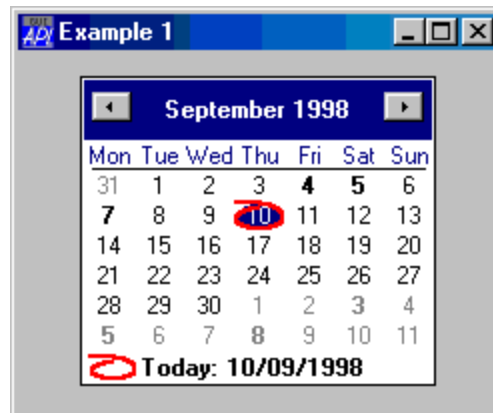 GUI
API Example 1
September 1998
Mon Tue Wed Thu Fri Sat Sun
31 1 2 3 4 5 6
7 8 9 10 11 12 13
14 15 16 17 18 19 20
21 22 23 24 25 26 27
28 29 30 1 2 3 4
5 6 7 8 9 10 11
Today: 10/09/1998